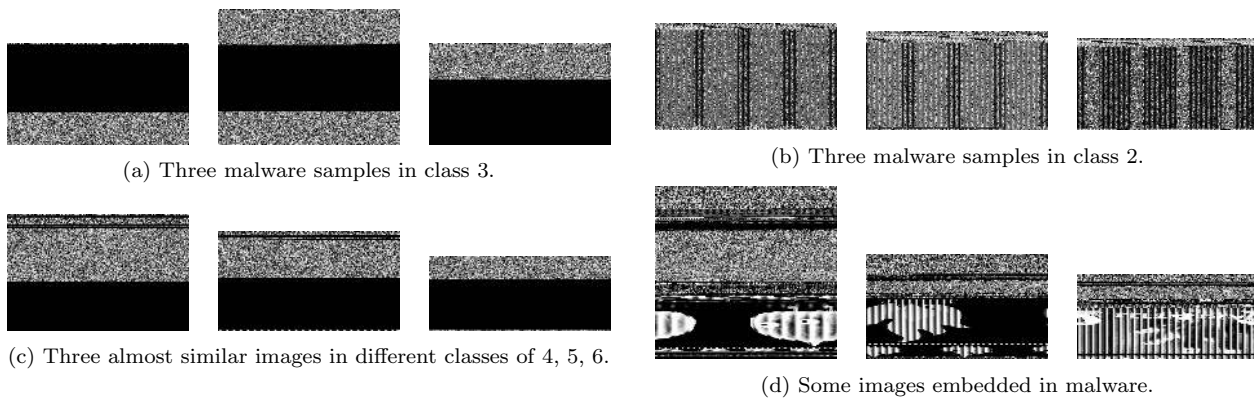 (a) Three malware samples in class 3.
(b) Three malware samples in class 2.
(c) Three almost similar images in different classes of 4, 5, 6.
(d) Some images embedded in malware.